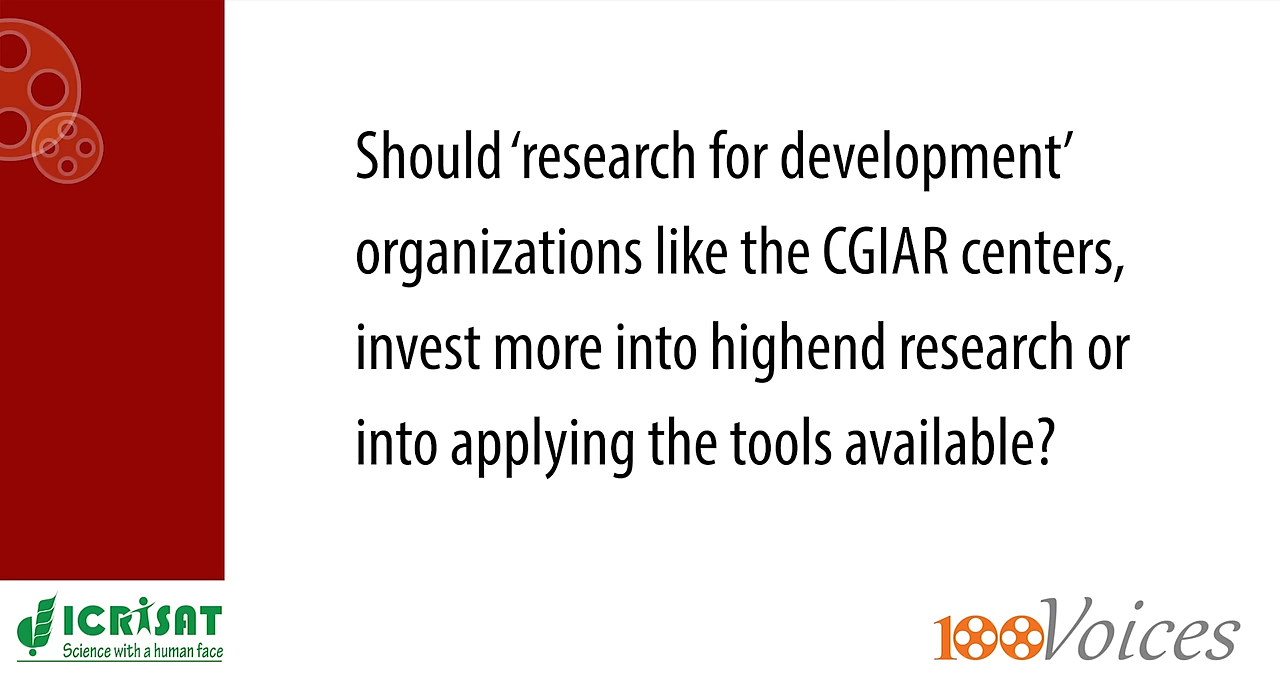 Should ‘research for development’
organizations like the CGIAR centers,
invest more into highend research or
into applying the tools available?
ICRISAT
Science with a human face
100Voices